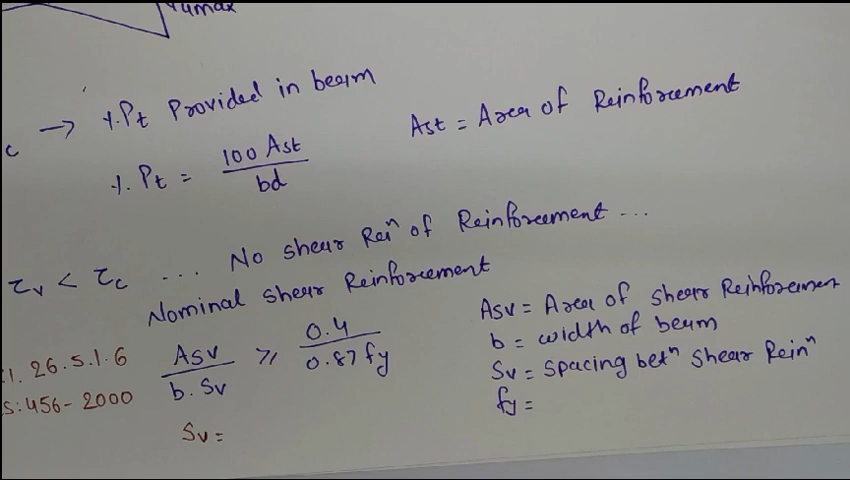 Vumax
c → %.Pt Provided in beam
Ast = Area of Reinforcement
%. Pt = 100 Ast / bd
τv < τc ... No shear Reiⁿ of Reinforcement ...
Nominal shear Reinforcement
l. 26.5.1.6
S:456-2000
Asv / b. Sv ≥ 0.4 / 0.87 fy
Sv =
Asv = Area of shear Reinforcemen
b = width of beam
Sv = Spacing betⁿ shear Reinⁿ
fy =